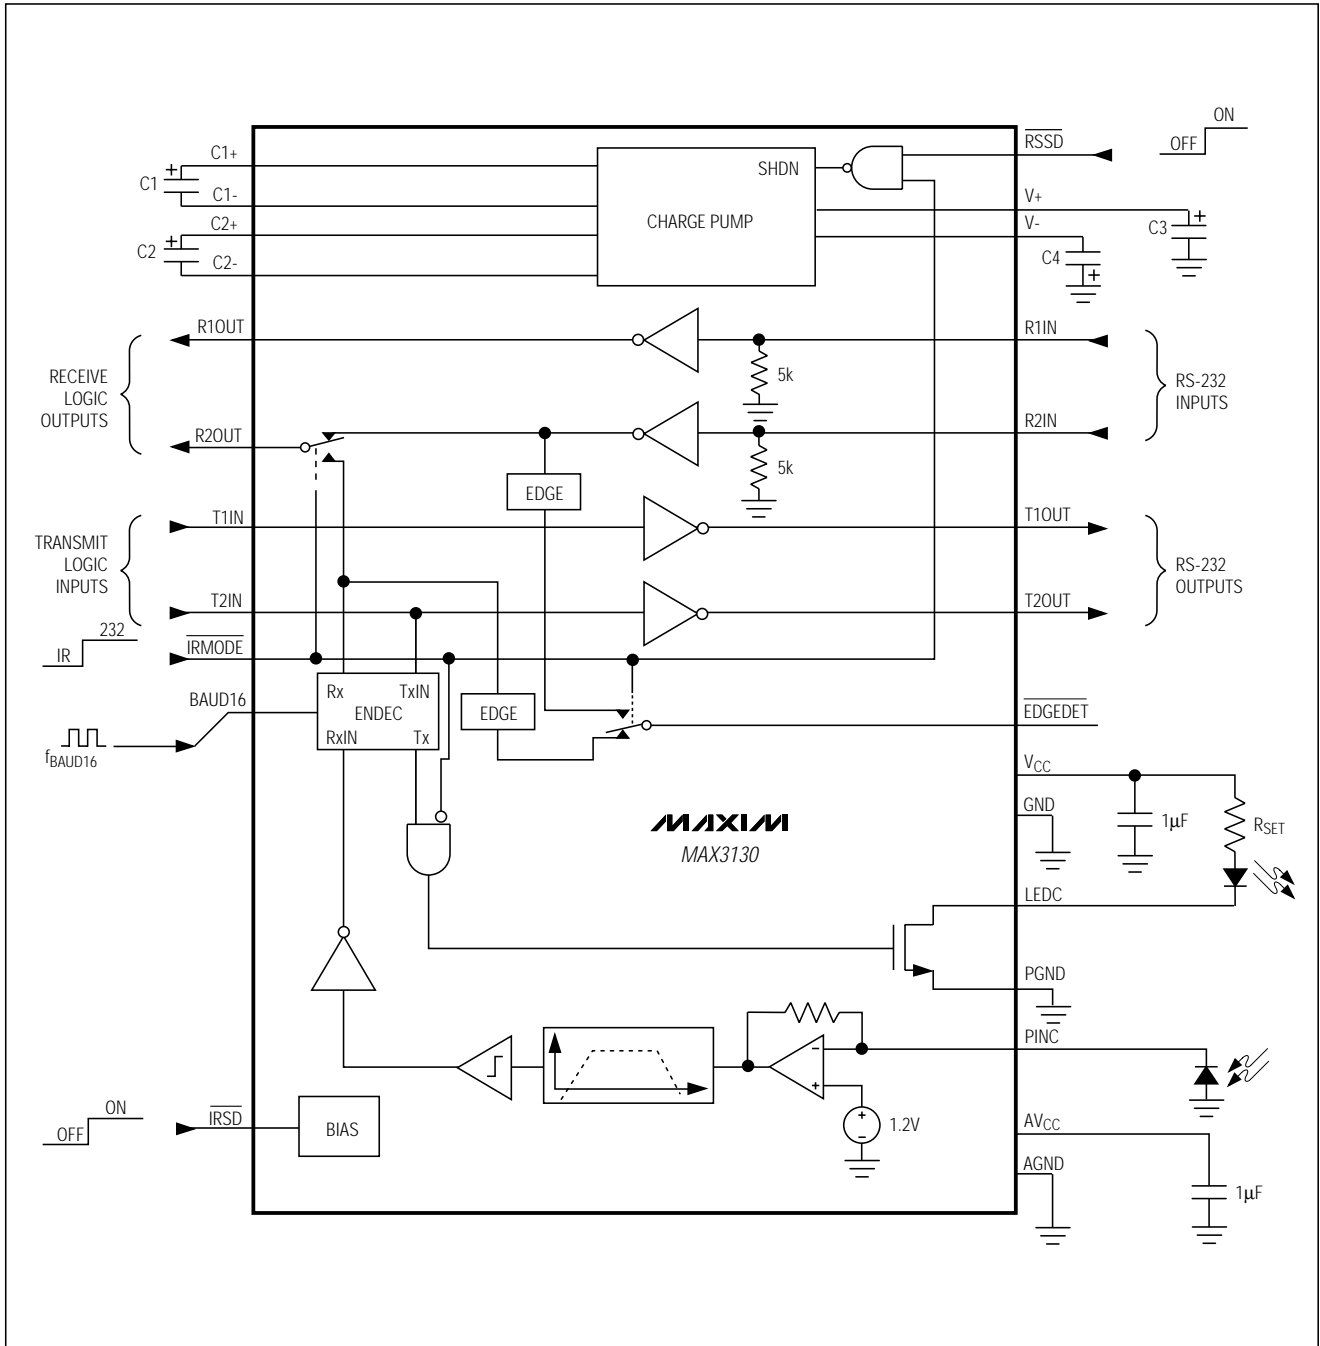 ON
OFF
RSSD
C1+
C1
C1-
C2+
C2
C2-
SHDN
CHARGE PUMP
V+
V-
C3
C4
R1OUT
R1IN
5k
RECEIVE
LOGIC
OUTPUTS
RS-232
INPUTS
R2OUT
R2IN
5k
EDGE
T1IN
T1OUT
TRANSMIT
LOGIC
INPUTS
RS-232
OUTPUTS
T2IN
T2OUT
232
IR
IRMODE
BAUD16
fBAUD16
Rx
TxIN
ENDEC
RxIN
Tx
EDGE
EDGEDET
VCC
GND
1µF
RSET
MAXIM
MAX3130
LEDC
PGND
PINC
1.2V
ON
OFF
IRSD
BIAS
AVCC
AGND
1µF